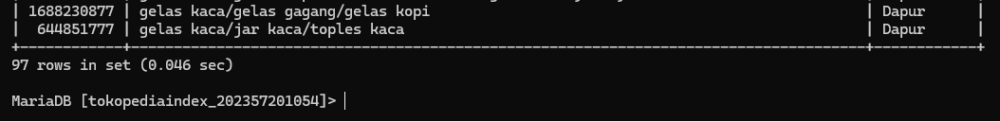 | 1688230877 | gelas kaca/gelas gagang/gelas kopi | Dapur |
| 644851777 | gelas kaca/jar kaca/toples kaca | Dapur |
+------------+--------------------------------------------------------------------------------------+------------+
97 rows in set (0.046 sec)
MariaDB [tokopediaindex_202357201054]>